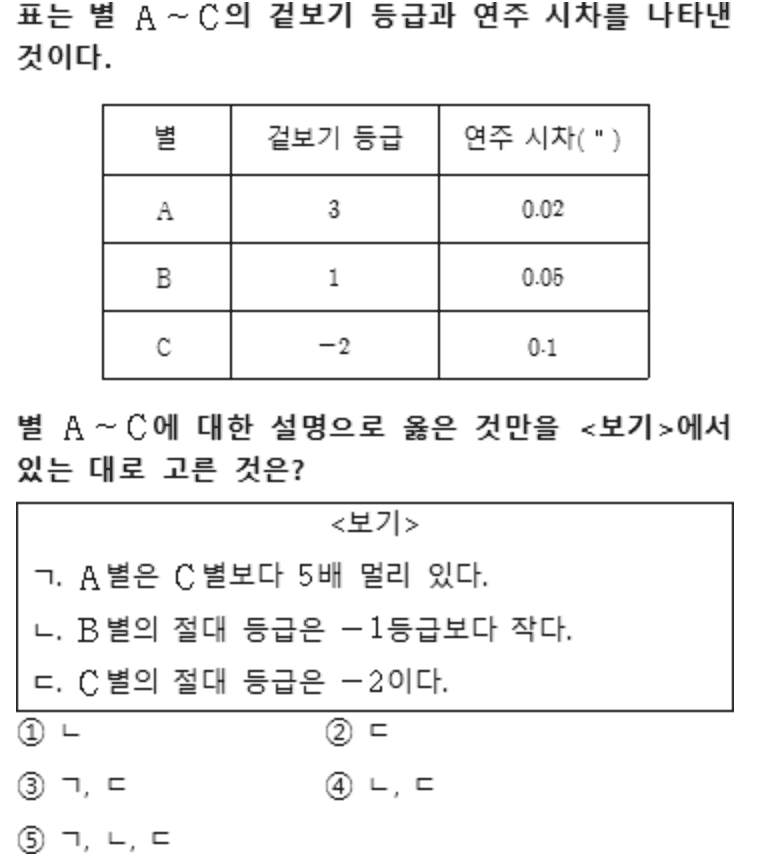 표는 별 A ~ C의 겉보기 등급과 연주 시차를 나타낸
것이다.
별 겉보기 등급 연주 시차( " )
A 3 0.02
B 1 0.05
C -2 0.1
별 A ~ C에 대한 설명으로 옳은 것만을 <보기>에서
있는 대로 고른 것은?
<보기>
ㄱ. A별은 C별보다 5배 멀리 있다.
ㄴ. B별의 절대 등급은 -1등급보다 작다.
ㄷ. C별의 절대 등급은 -2이다.
① ㄴ ② ㄷ
③ ㄱ, ㄷ ④ ㄴ, ㄷ
⑤ ㄱ, ㄴ, ㄷ